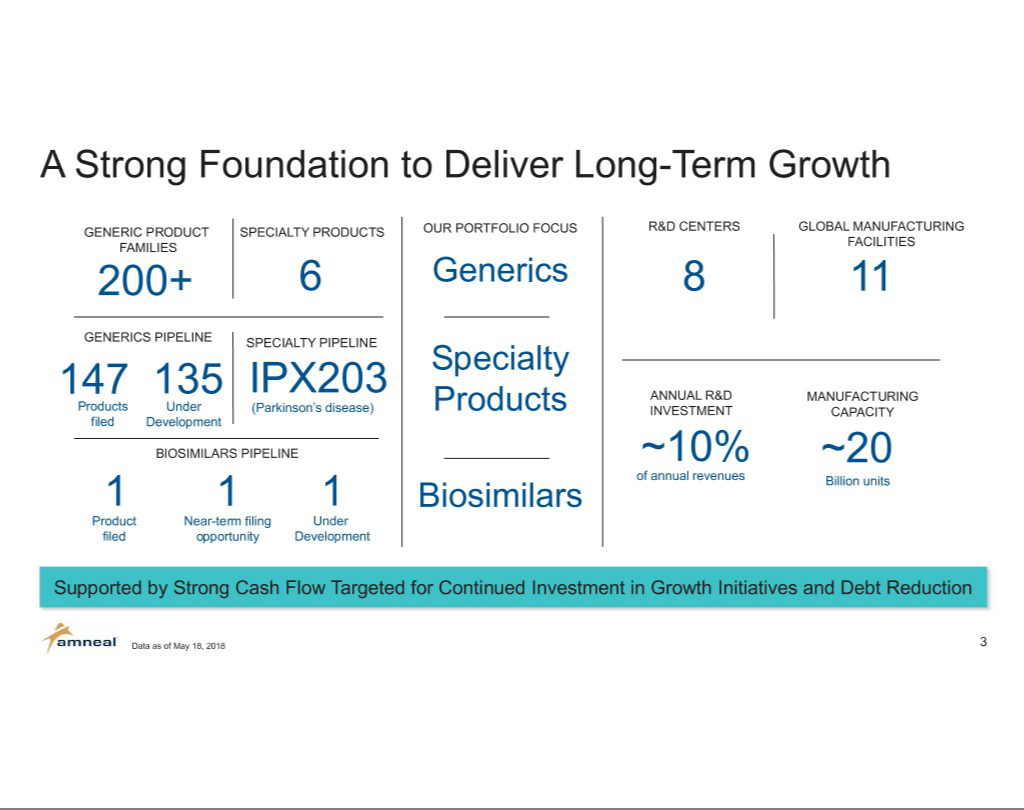 A Strong Foundation to Deliver Long-Term Growth
GENERIC PRODUCT
FAMILIES
200+
SPECIALTY PRODUCTS
6
GENERICS PIPELINE
147
Products
filed
135
Under
Development
SPECIALTY PIPELINE
IPX203
(Parkinson's disease)
BIOSIMILARS PIPELINE
1
Product
filed
1
Near-term filing
opportunity
1
Under
Development
OUR PORTFOLIO FOCUS
Generics
Specialty
Products
Biosimilars
R&D CENTERS
8
GLOBAL MANUFACTURING
FACILITIES
11
ANNUAL R&D
INVESTMENT
~10%
of annual revenues
MANUFACTURING
CAPACITY
~20
Billion units
Supported by Strong Cash Flow Targeted for Continued Investment in Growth Initiatives and Debt Reduction
amneal
Data as of May 18, 2018
3